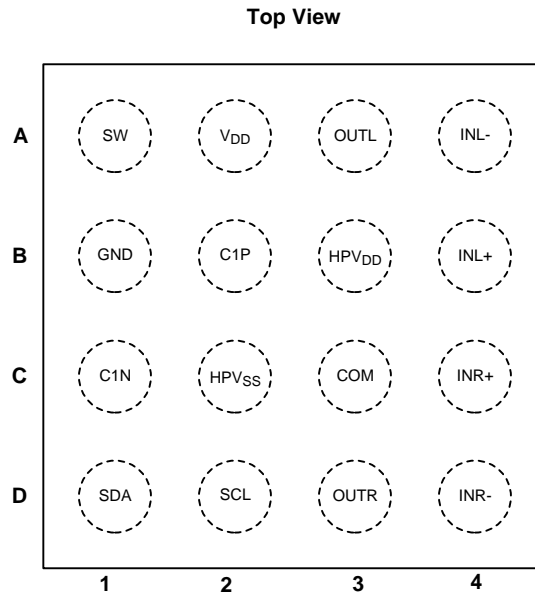 Top View
A SW VDD OUTL INL-
B GND C1P HPVDD INL+
C C1N HPVSS COM INR+
D SDA SCL OUTR INR-
1 2 3 4